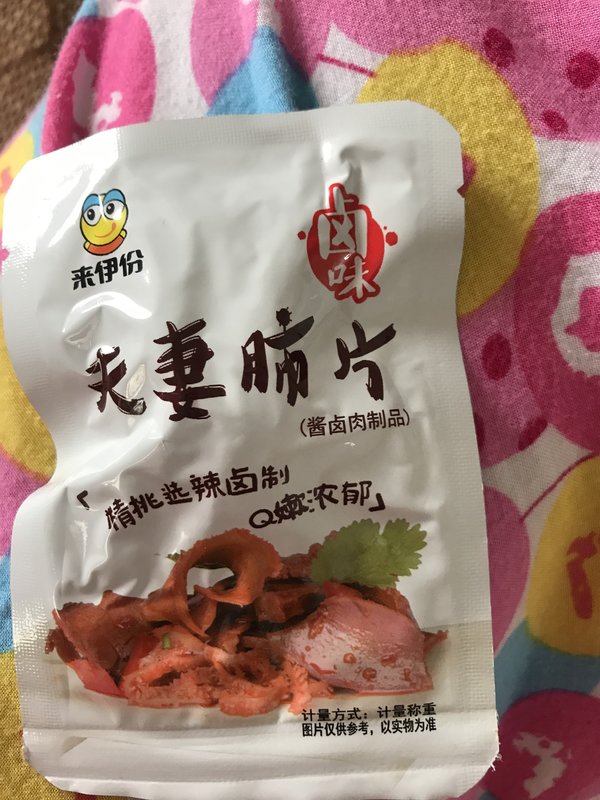 来伊份
卤味
夫妻肺片
(酱卤肉制品)
「精挑选辣卤制
Q嫩浓郁」
计量方式：计量称重
图片仅供参考，以实物为准